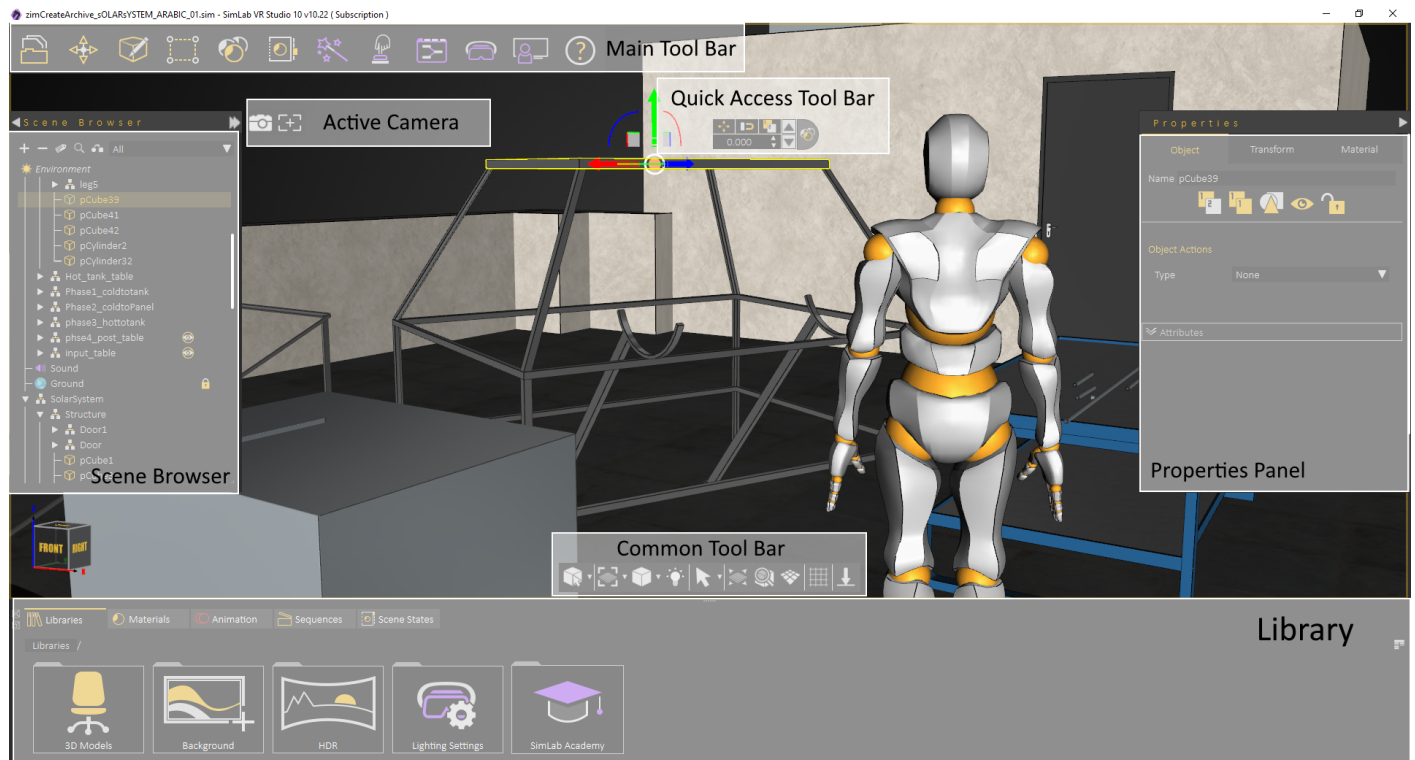 zimCreateArchive_sOLARsYSTEM_ARABIC_01.sim - SimLab VR Studio 10 v10.22 ( Subscription )
Main Tool Bar
Quick Access Tool Bar
0.000
Active Camera
Scene Browser
All
Environment
leg5
pCube39
pCube41
pCube42
pCylinder2
pCylinder32
Hot_tank_table
Phase1_coldtotank
Phase2_coldtoPanel
phase3_hottotank
phse4_post_table
input_table
Sound
Ground
SolarSystem
Structure
Door1
Door
pCube1
Scene Browser
Properties
Object Transform Material
Name pCube39
Object Actions
Type None
Attributes
Properties Panel
FRONT RIGHT
Common Tool Bar
Libraries Materials Animation Sequences Scene States
Library
Libraries /
3D Models Background HDR Lighting Settings SimLab Academy